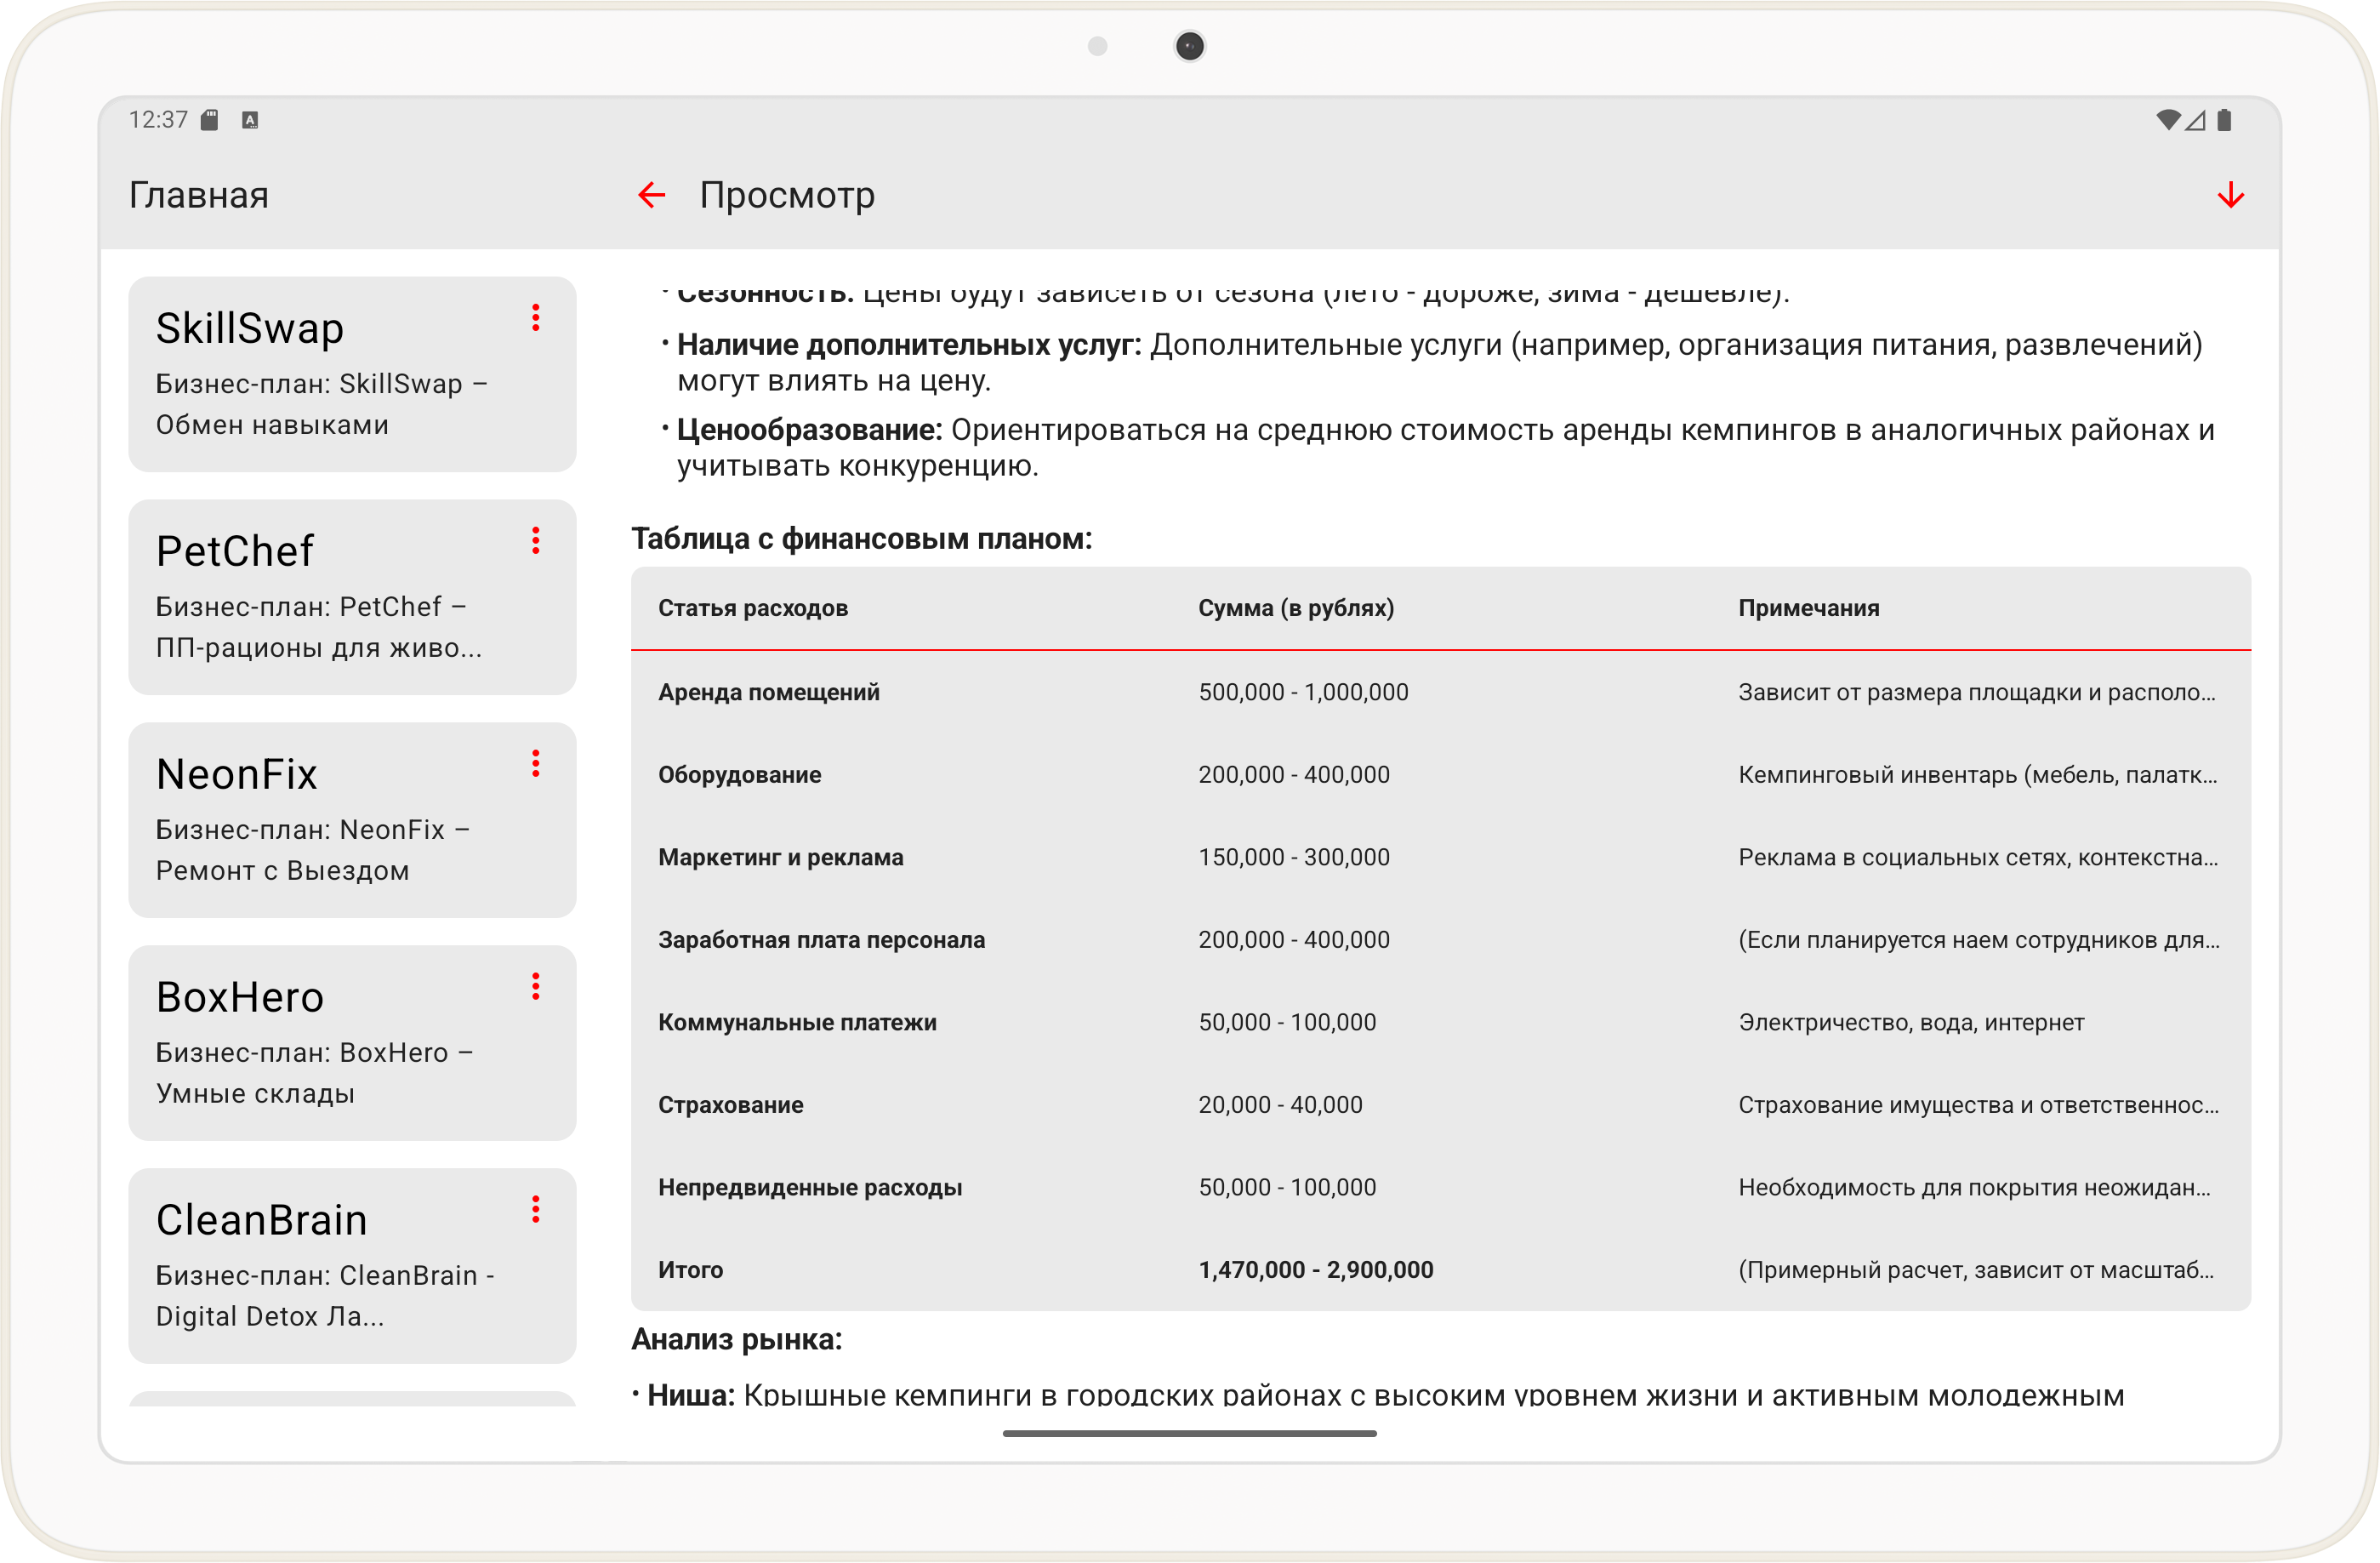 12:37
Главная
Просмотр
SkillSwap
Бизнес-план: SkillSwap –
Обмен навыками
PetChef
Бизнес-план: PetChef –
ПП-рационы для живо...
NeonFix
Бизнес-план: NeonFix –
Ремонт с Выездом
BoxHero
Бизнес-план: BoxHero –
Умные склады
CleanBrain
Бизнес-план: CleanBrain -
Digital Detox Ла...
• Сезонность: Цены будут зависеть от сезона (лето - дороже, зима - дешевле).
• Наличие дополнительных услуг: Дополнительные услуги (например, организация питания, развлечений)
могут влиять на цену.
• Ценообразование: Ориентироваться на среднюю стоимость аренды кемпингов в аналогичных районах и
учитывать конкуренцию.
Таблица с финансовым планом:
Статья расходов Сумма (в рублях) Примечания
Аренда помещений 500,000 - 1,000,000 Зависит от размера площадки и располо...
Оборудование 200,000 - 400,000 Кемпинговый инвентарь (мебель, палатк...
Маркетинг и реклама 150,000 - 300,000 Реклама в социальных сетях, контекстна...
Заработная плата персонала 200,000 - 400,000 (Если планируется наем сотрудников для...
Коммунальные платежи 50,000 - 100,000 Электричество, вода, интернет
Страхование 20,000 - 40,000 Страхование имущества и ответственнос...
Непредвиденные расходы 50,000 - 100,000 Необходимость для покрытия неожидан...
Итого 1,470,000 - 2,900,000 (Примерный расчет, зависит от масштаб...
Анализ рынка:
• Ниша: Крышные кемпинги в городских районах с высоким уровнем жизни и активным молодежным